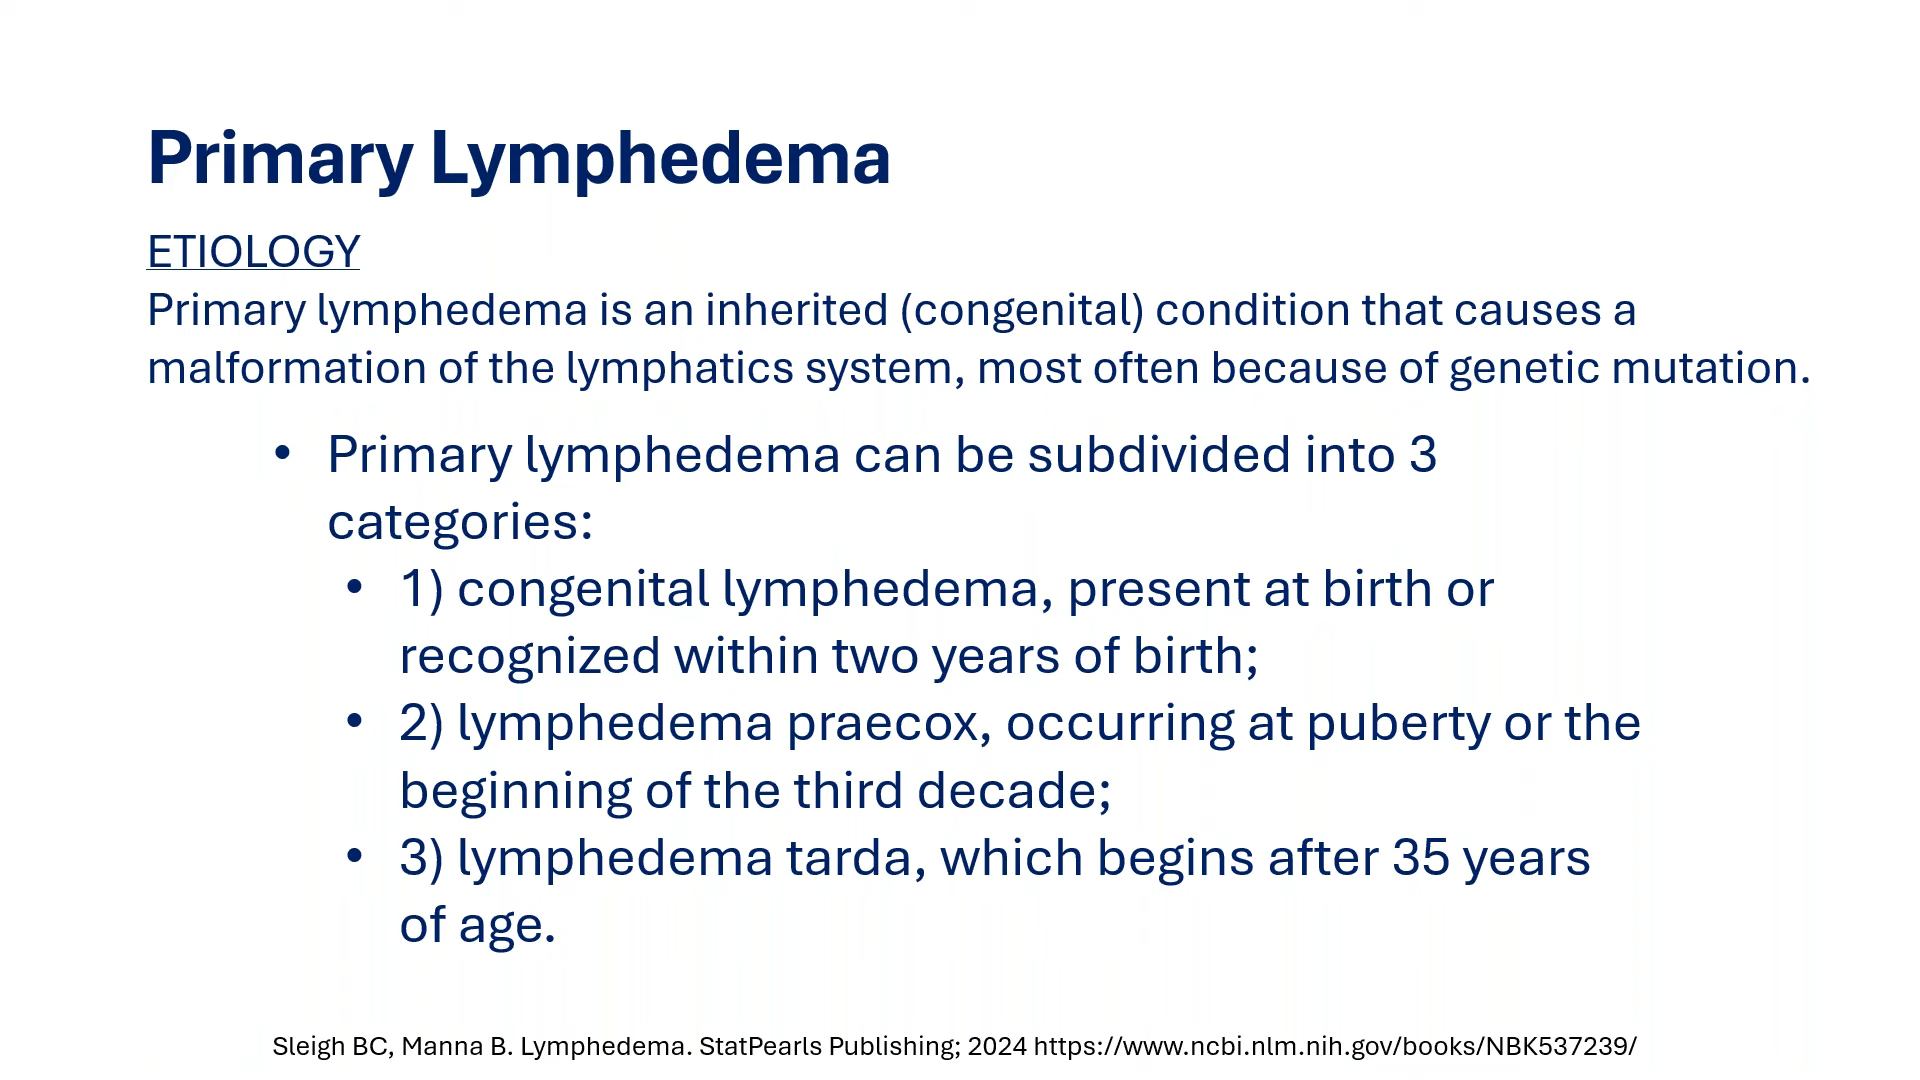 Primary Lymphedema
ETIOLOGY
Primary lymphedema is an inherited (congenital) condition that causes a
malformation of the lymphatics system, most often because of genetic mutation.
• Primary lymphedema can be subdivided into 3
categories:
• 1) congenital lymphedema, present at birth or
recognized within two years of birth;
• 2) lymphedema praecox, occurring at puberty or the
beginning of the third decade;
• 3) lymphedema tarda, which begins after 35 years
of age.
Sleigh BC, Manna B. Lymphedema. StatPearls Publishing; 2024 https://www.ncbi.nlm.nih.gov/books/NBK537239/